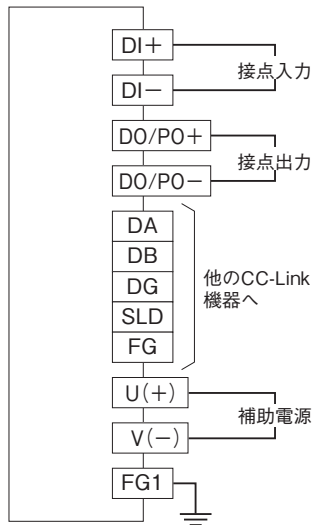 DI＋
接点入力
DI－
DO/PO＋
接点出力
DO/PO－
DA
DB
DG
SLD
FG
他のCC-Link
機器へ
U(＋)
補助電源
V(－)
FG1